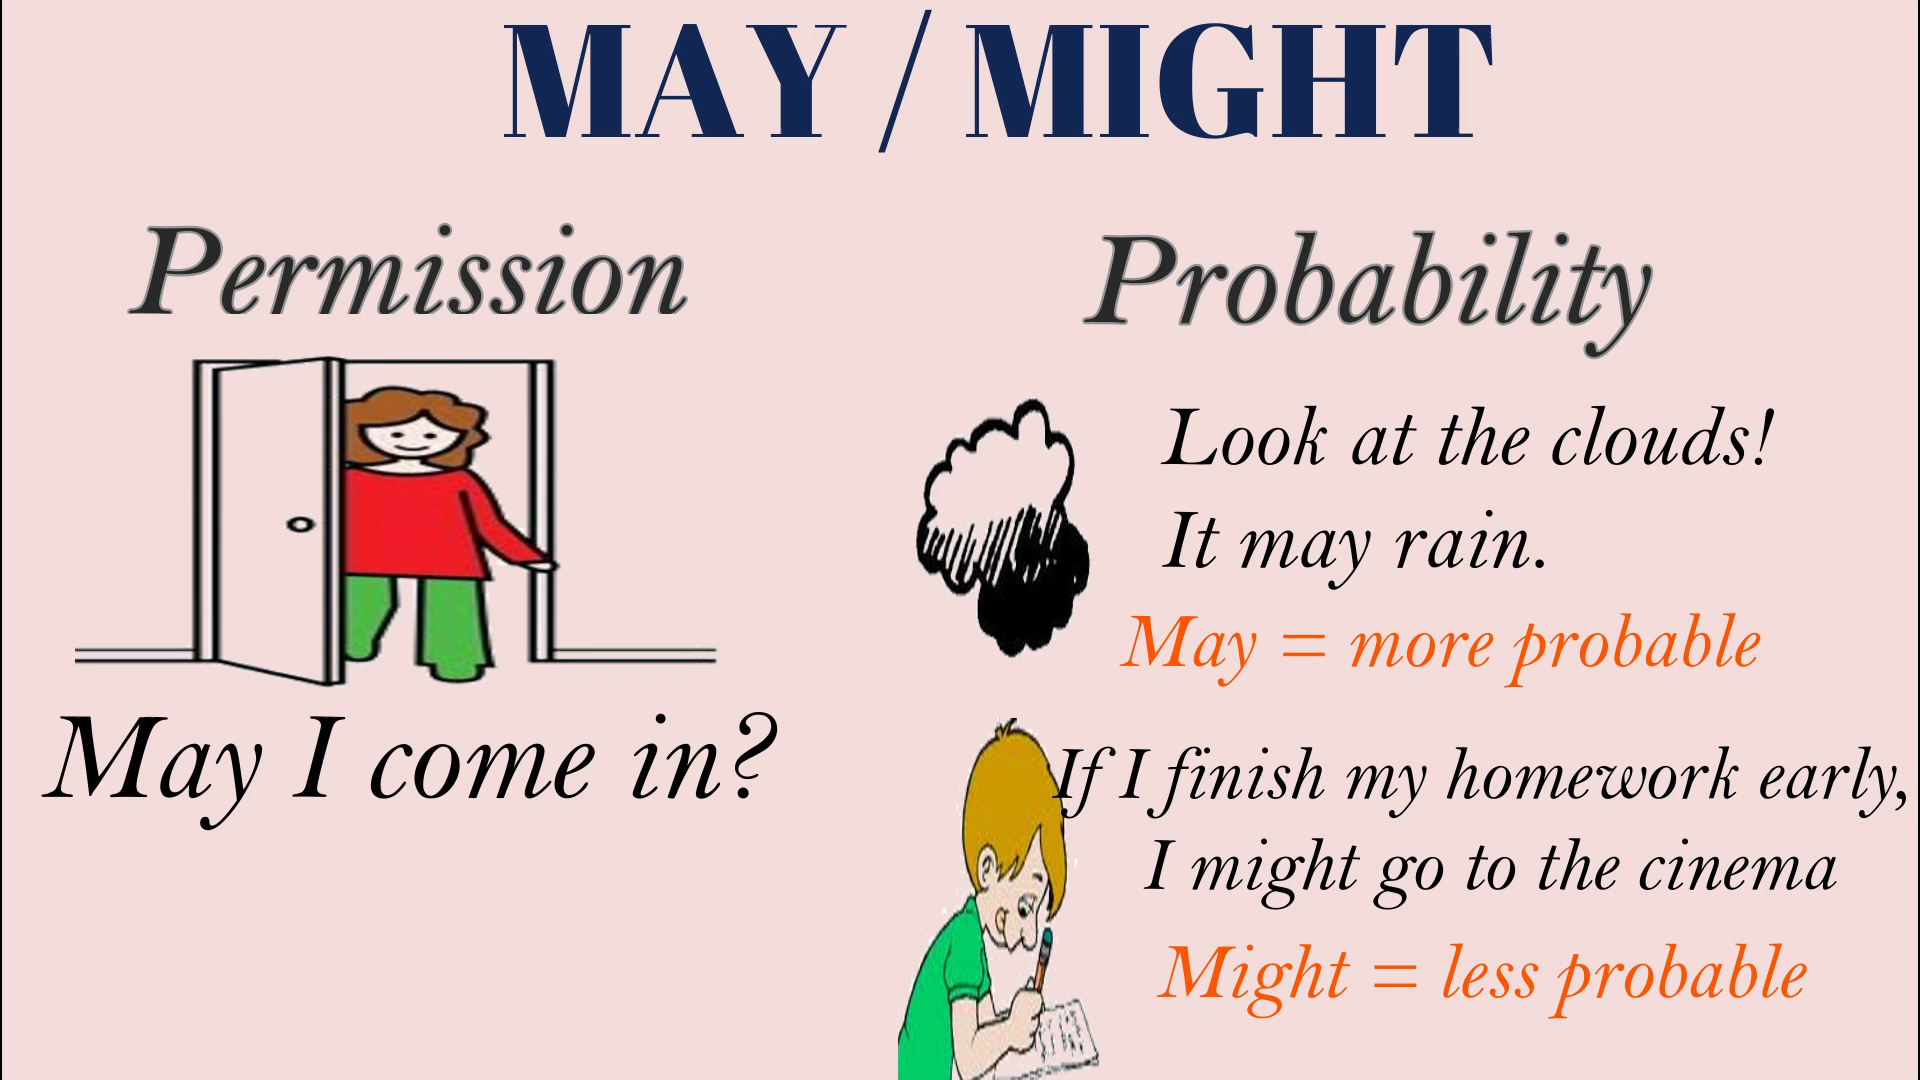 MAY / MIGHT
Permission
May I come in?
Probability
Look at the clouds!
It may rain.
May = more probable
If I finish my homework early,
I might go to the cinema
Might = less probable